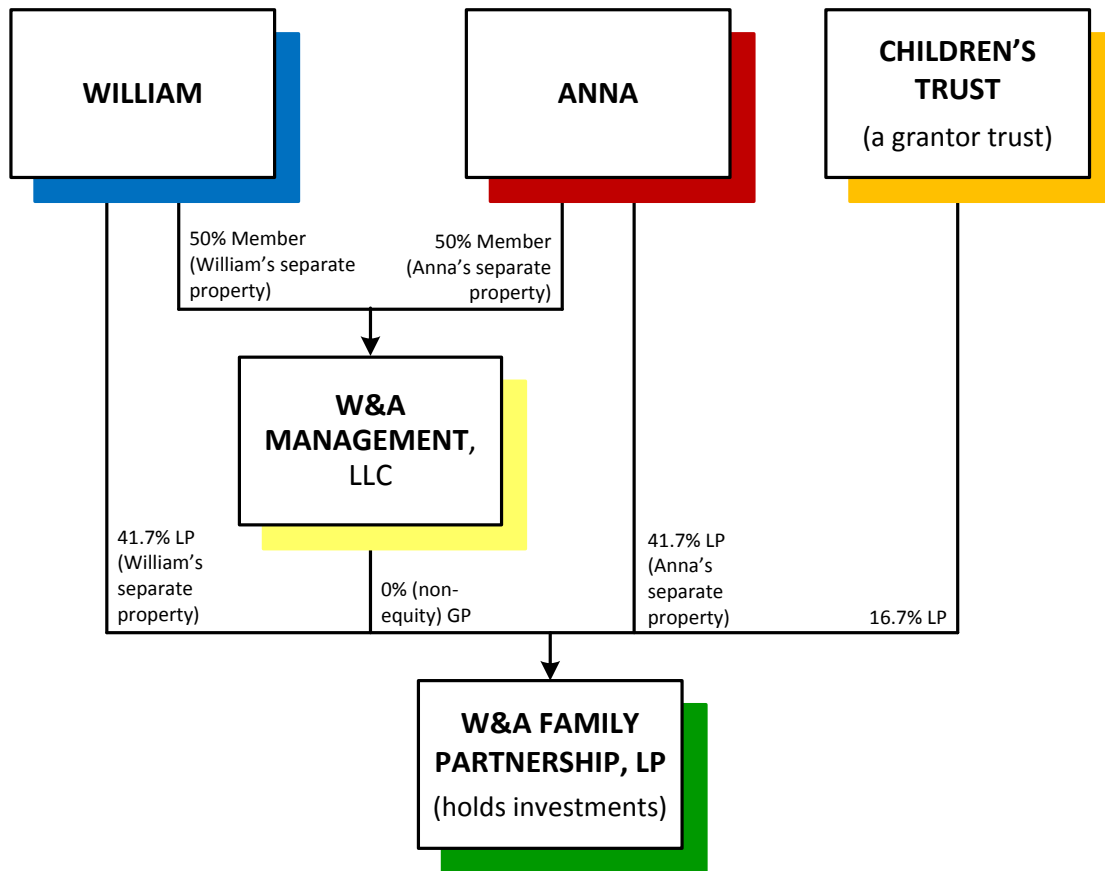 WILLIAM
ANNA
CHILDREN’S
TRUST
(a grantor trust)
50% Member
(William’s separate
property)
50% Member
(Anna’s separate
property)
W&A
MANAGEMENT,
LLC
41.7% LP
(William’s
separate
property)
0% (non-
equity) GP
41.7% LP
(Anna’s
separate
property)
16.7% LP
W&A FAMILY
PARTNERSHIP, LP
(holds investments)